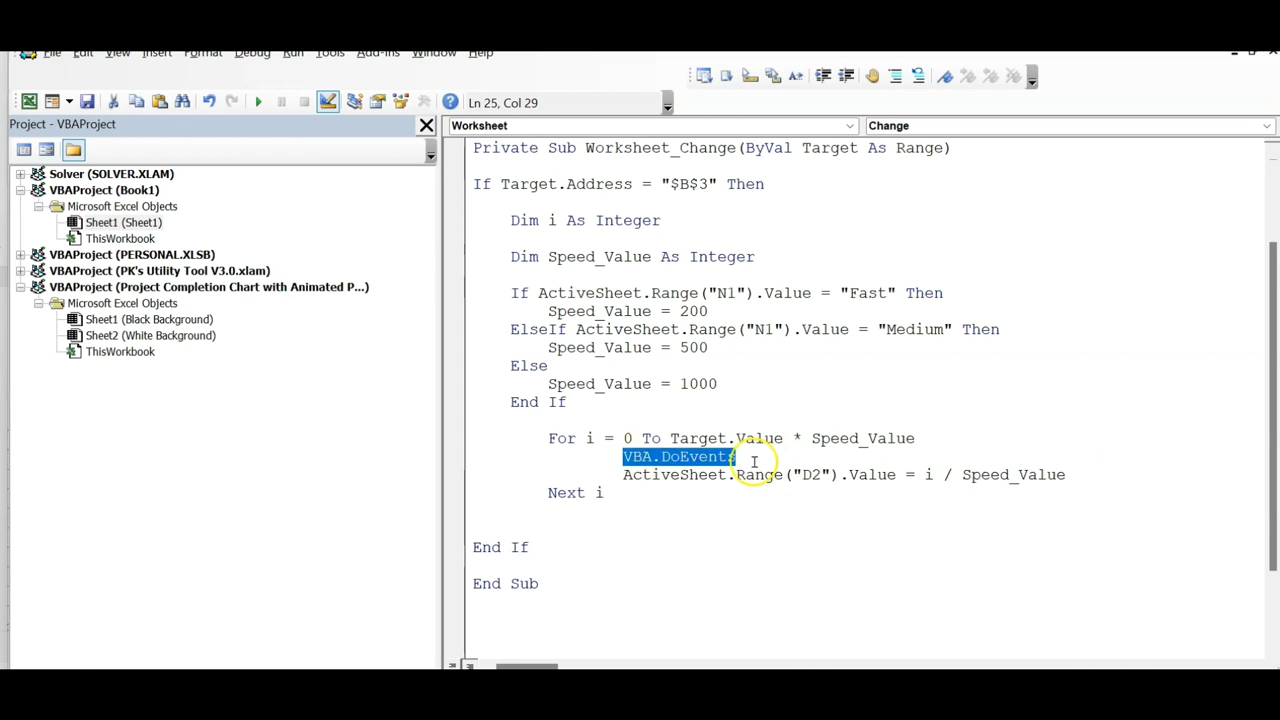 File Edit View Insert Format Debug Run Tools Add-Ins Window Help
Ln 25, Col 29
Project - VBAProject
Solver (SOLVER.XLAM)
VBAProject (Book1)
Microsoft Excel Objects
Sheet1 (Sheet1)
ThisWorkbook
VBAProject (PERSONAL.XLSB)
VBAProject (PK's Utility Tool V3.0.xlam)
VBAProject (Project Completion Chart with Animated P...)
Microsoft Excel Objects
Sheet1 (Black Background)
Sheet2 (White Background)
ThisWorkbook
Worksheet
Change
Private Sub Worksheet_Change(ByVal Target As Range)
If Target.Address = "$B$3" Then
Dim i As Integer
Dim Speed_Value As Integer
If ActiveSheet.Range("N1").Value = "Fast" Then
Speed_Value = 200
ElseIf ActiveSheet.Range("N1").Value = "Medium" Then
Speed_Value = 500
Else
Speed_Value = 1000
End If
For i = 0 To Target.Value * Speed_Value
VBA.DoEvents
ActiveSheet.Range("D2").Value = i / Speed_Value
Next i
End If
End Sub